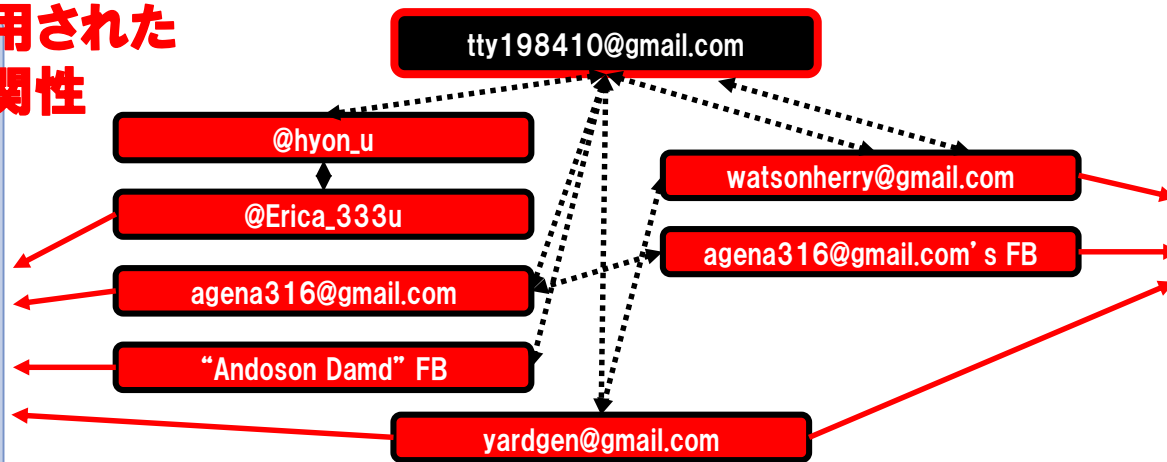 用された
関性
tty198410@gmail.com
@hyon_u
watsonherry@gmail.com
@Erica_333u
agena316@gmail.com’s FB
agena316@gmail.com
“Andoson Damd” FB
yardgen@gmail.com